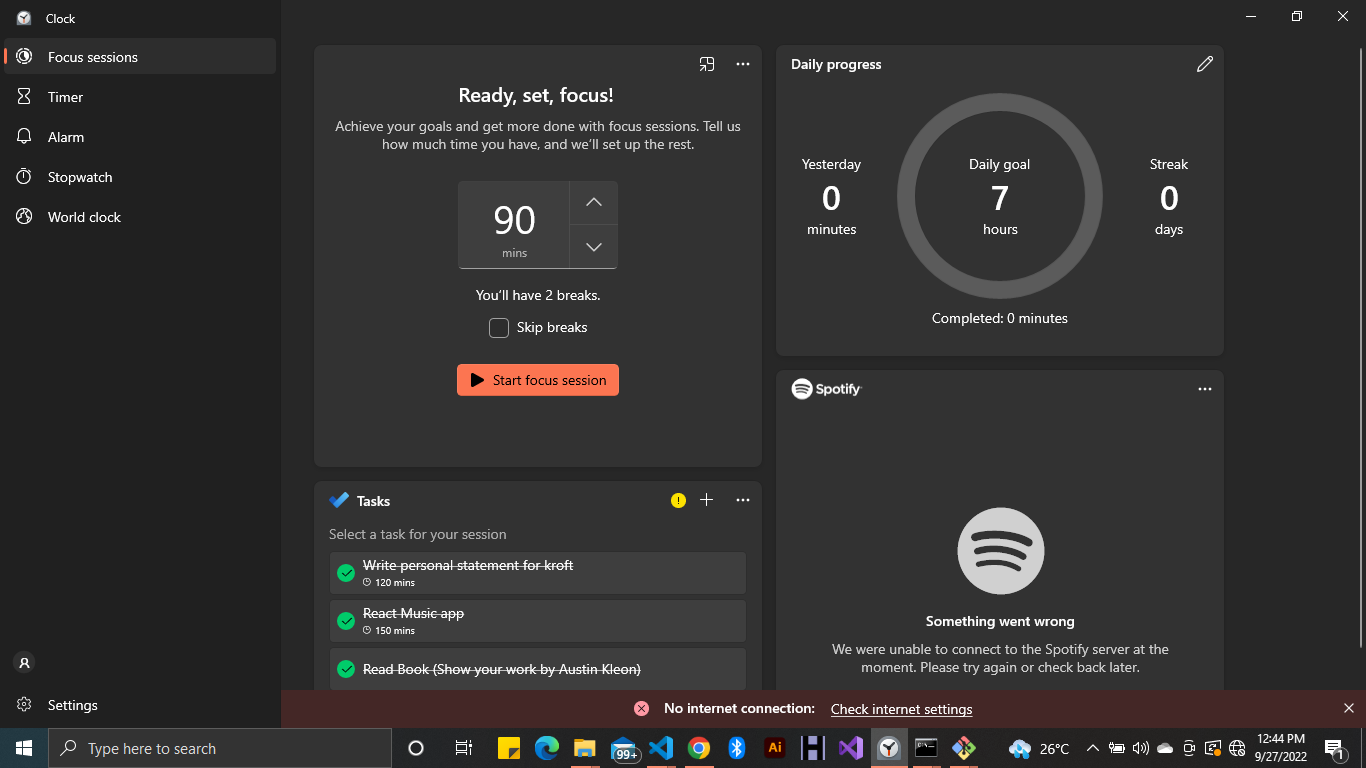 Clock
Focus sessions
Timer
Alarm
Stopwatch
World clock
Settings
Ready, set, focus!
Achieve your goals and get more done with focus sessions. Tell us
how much time you have, and we'll set up the rest.
90
mins
You'll have 2 breaks.
Skip breaks
Start focus session
Tasks
Select a task for your session
Write personal statement for kroft
120 mins
React Music app
150 mins
Read Book (Show your work by Austin Kleon)
Daily progress
Yesterday
0
minutes
Daily goal
7
hours
Streak
0
days
Completed: 0 minutes
Spotify
Something went wrong
We were unable to connect to the Spotify server at the
moment. Please try again or check back later.
No internet connection: Check internet settings
Type here to search
99+
Ai
26°C
12:44 PM
9/27/2022
1